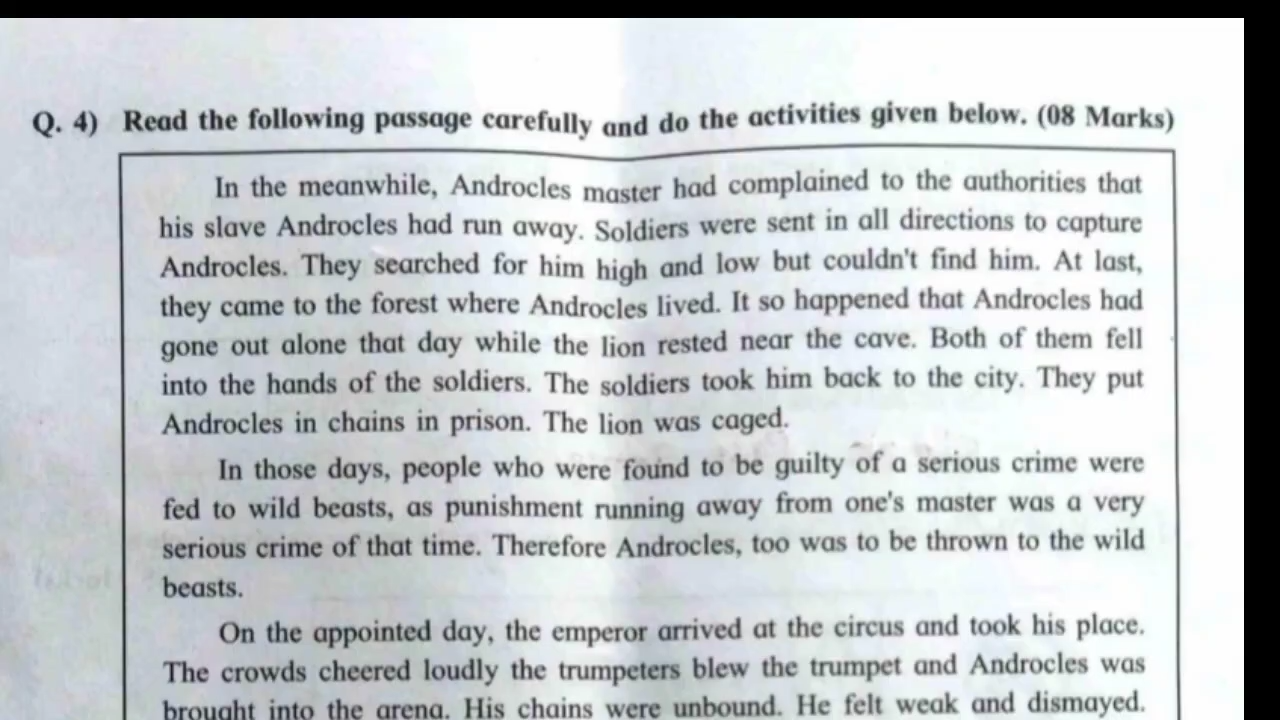 Q. 4) Read the following passage carefully and do the activities given below. (08 Marks)
In the meanwhile, Androcles master had complained to the authorities that
his slave Androcles had run away. Soldiers were sent in all directions to capture
Androcles. They searched for him high and low but couldn't find him. At last,
they came to the forest where Androcles lived. It so happened that Androcles had
gone out alone that day while the lion rested near the cave. Both of them fell
into the hands of the soldiers. The soldiers took him back to the city. They put
Androcles in chains in prison. The lion was caged.
In those days, people who were found to be guilty of a serious crime were
fed to wild beasts, as punishment running away from one's master was a very
serious crime of that time. Therefore Androcles, too was to be thrown to the wild
beasts.
On the appointed day, the emperor arrived at the circus and took his place.
The crowds cheered loudly the trumpeters blew the trumpet and Androcles was
brought into the arena. His chains were unbound. He felt weak and dismayed.